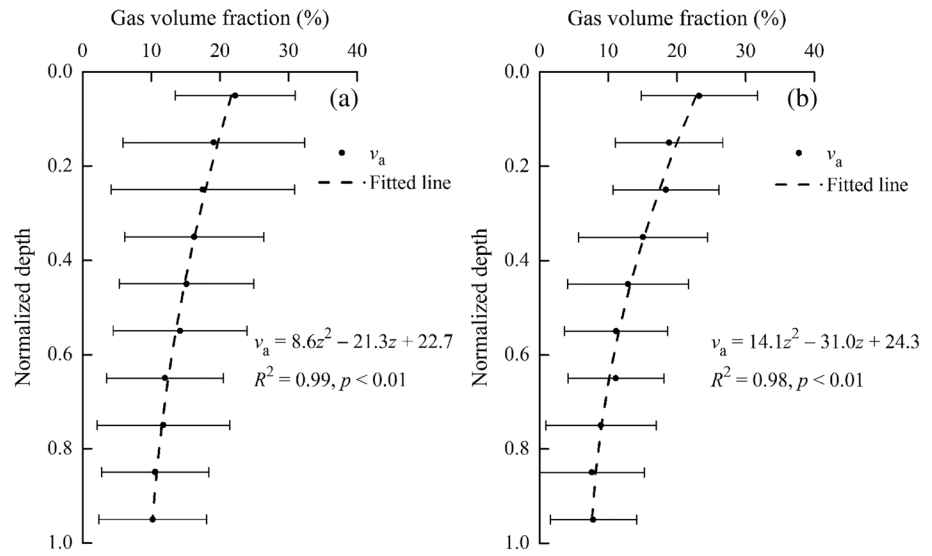 Gas volume fraction (%)
0 10 20 30 40
0.0
0.2
0.4
0.6
0.8
1.0
Normalized depth
(a)
vₐ
Fitted line
vₐ = 8.6z² − 21.3z + 22.7
R² = 0.99, p < 0.01
Gas volume fraction (%)
0 10 20 30 40
0.0
0.2
0.4
0.6
0.8
1.0
Normalized depth
(b)
vₐ
Fitted line
vₐ = 14.1z² − 31.0z + 24.3
R² = 0.98, p < 0.01